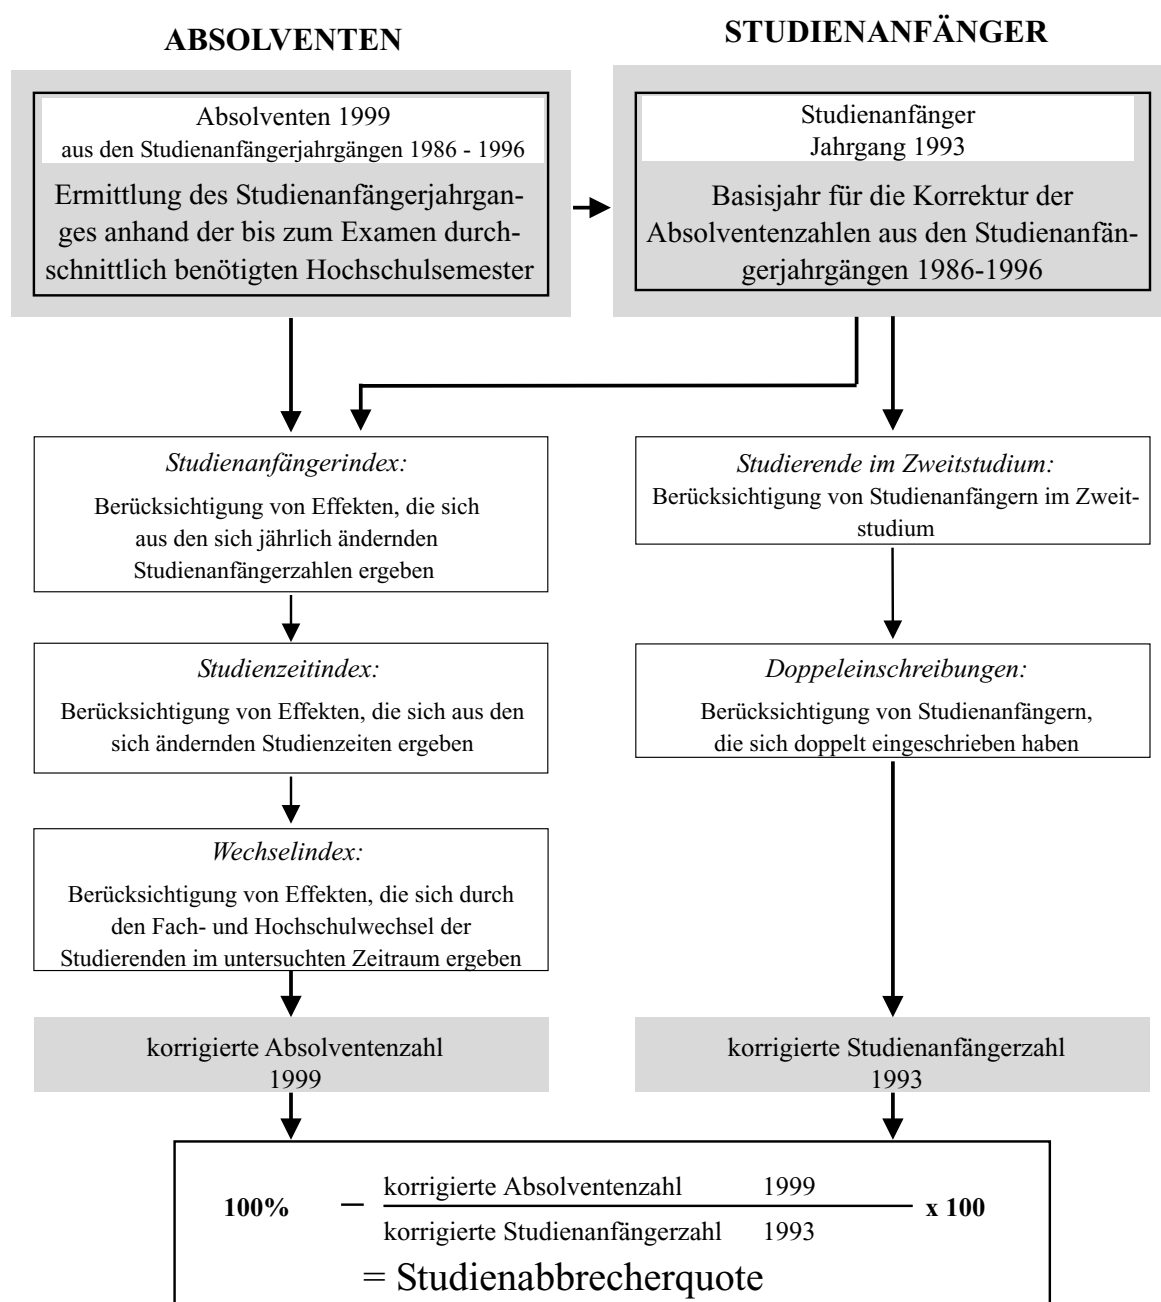 ABSOLVENTEN
Absolventen 1999
aus den Studienanfängerjahrgängen 1986 - 1996
Ermittlung des Studienanfängerjahrgan-
ges anhand der bis zum Examen durch-
schnittlich benötigten Hochschulsemester
STUDIENANFÄNGER
Studienanfänger
Jahrgang 1993
Basisjahr für die Korrektur der
Absolventenzahlen aus den Studienanfän-
gerjahrgängen 1986-1996
Studienanfängerindex:
Berücksichtigung von Effekten, die sich
aus den sich jährlich ändernden
Studienanfängerzahlen ergeben
Studienzeitindex:
Berücksichtigung von Effekten, die sich aus den
sich ändernden Studienzeiten ergeben
Wechselindex:
Berücksichtigung von Effekten, die sich durch
den Fach- und Hochschulwechsel der
Studierenden im untersuchten Zeitraum ergeben
korrigierte Absolventenzahl
1999
Studierende im Zweitstudium:
Berücksichtigung von Studienanfängern im Zweit-
studium
Doppeleinschreibungen:
Berücksichtigung von Studienanfängern,
die sich doppelt eingeschrieben haben
korrigierte Studienanfängerzahl
1993
korrigierte Absolventenzahl 1999
100% – x 100
korrigierte Studienanfängerzahl 1993
= Studienabbrecherquote